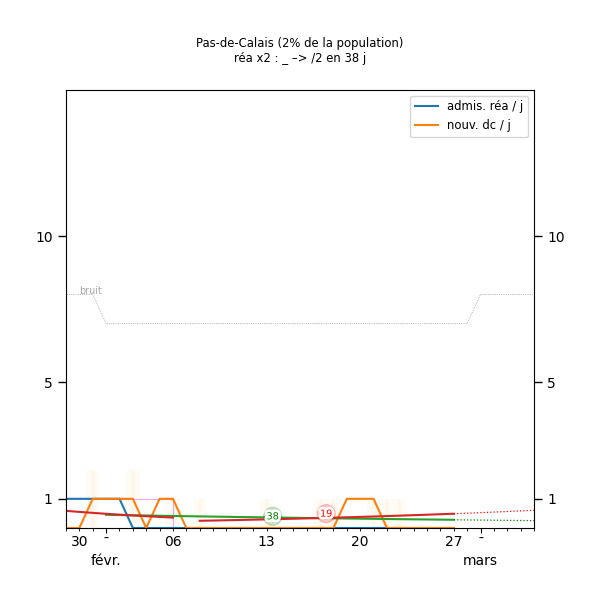 Pas-de-Calais (2% de la population)
réa x2 : _ –> /2 en 38 j
admis. réa / j
nouv. dc / j
10
10
bruit
5
5
1
1
38
19
30 - 06 13 20 27 -
févr. mars